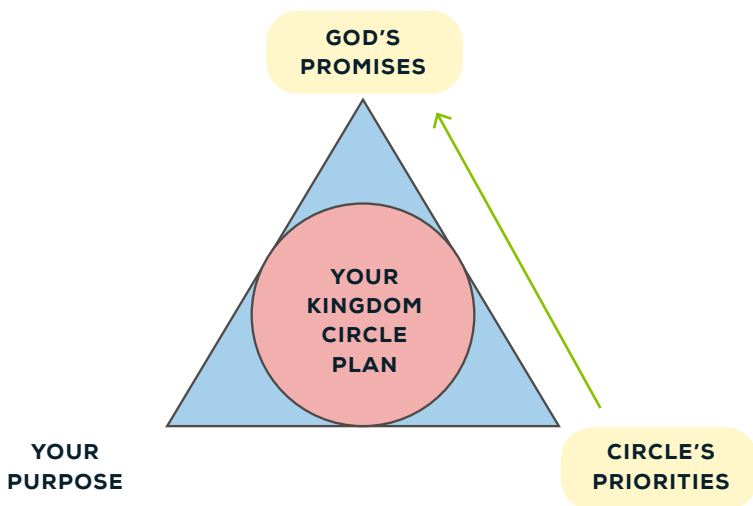 GOD'S
PROMISES
YOUR
KINGDOM
CIRCLE
PLAN
YOUR
PURPOSE
CIRCLE'S
PRIORITIES